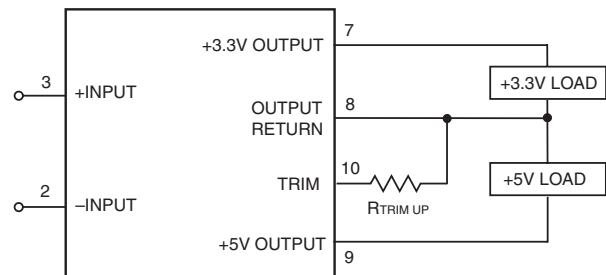 7
+3.3V OUTPUT
3
+INPUT
+3.3V LOAD
OUTPUT
RETURN
8
10
TRIM
RTRIM UP
+5V LOAD
2
–INPUT
+5V OUTPUT
9